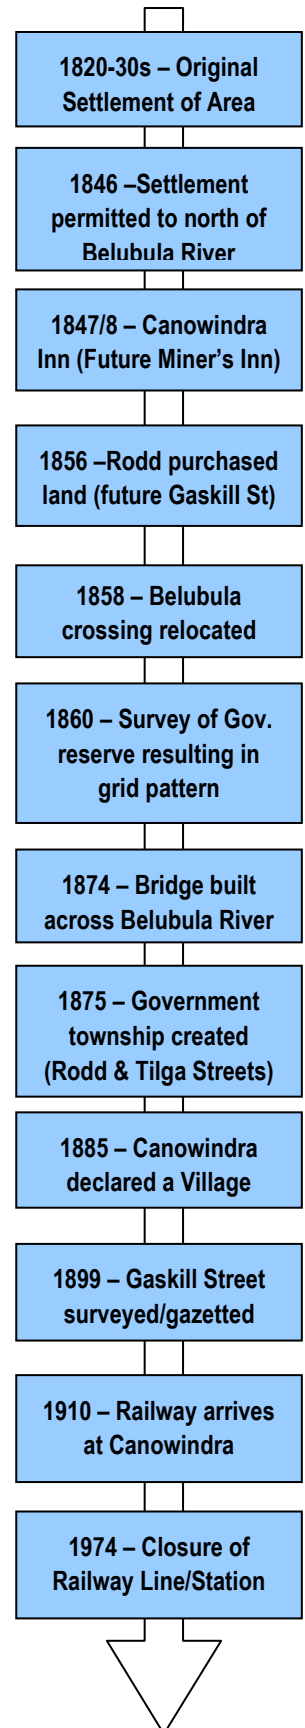 1820-30s – Original
Settlement of Area
1846 –Settlement
permitted to north of
Belubula River
1847/8 – Canowindra
Inn (Future Miner's Inn)
1856 –Rodd purchased
land (future Gaskill St)
1858 – Belubula
crossing relocated
1860 – Survey of Gov.
reserve resulting in
grid pattern
1874 – Bridge built
across Belubula River
1875 – Government
township created
(Rodd & Tilga Streets)
1885 – Canowindra
declared a Village
1899 – Gaskill Street
surveyed/gazetted
1910 – Railway arrives
at Canowindra
1974 – Closure of
Railway Line/Station